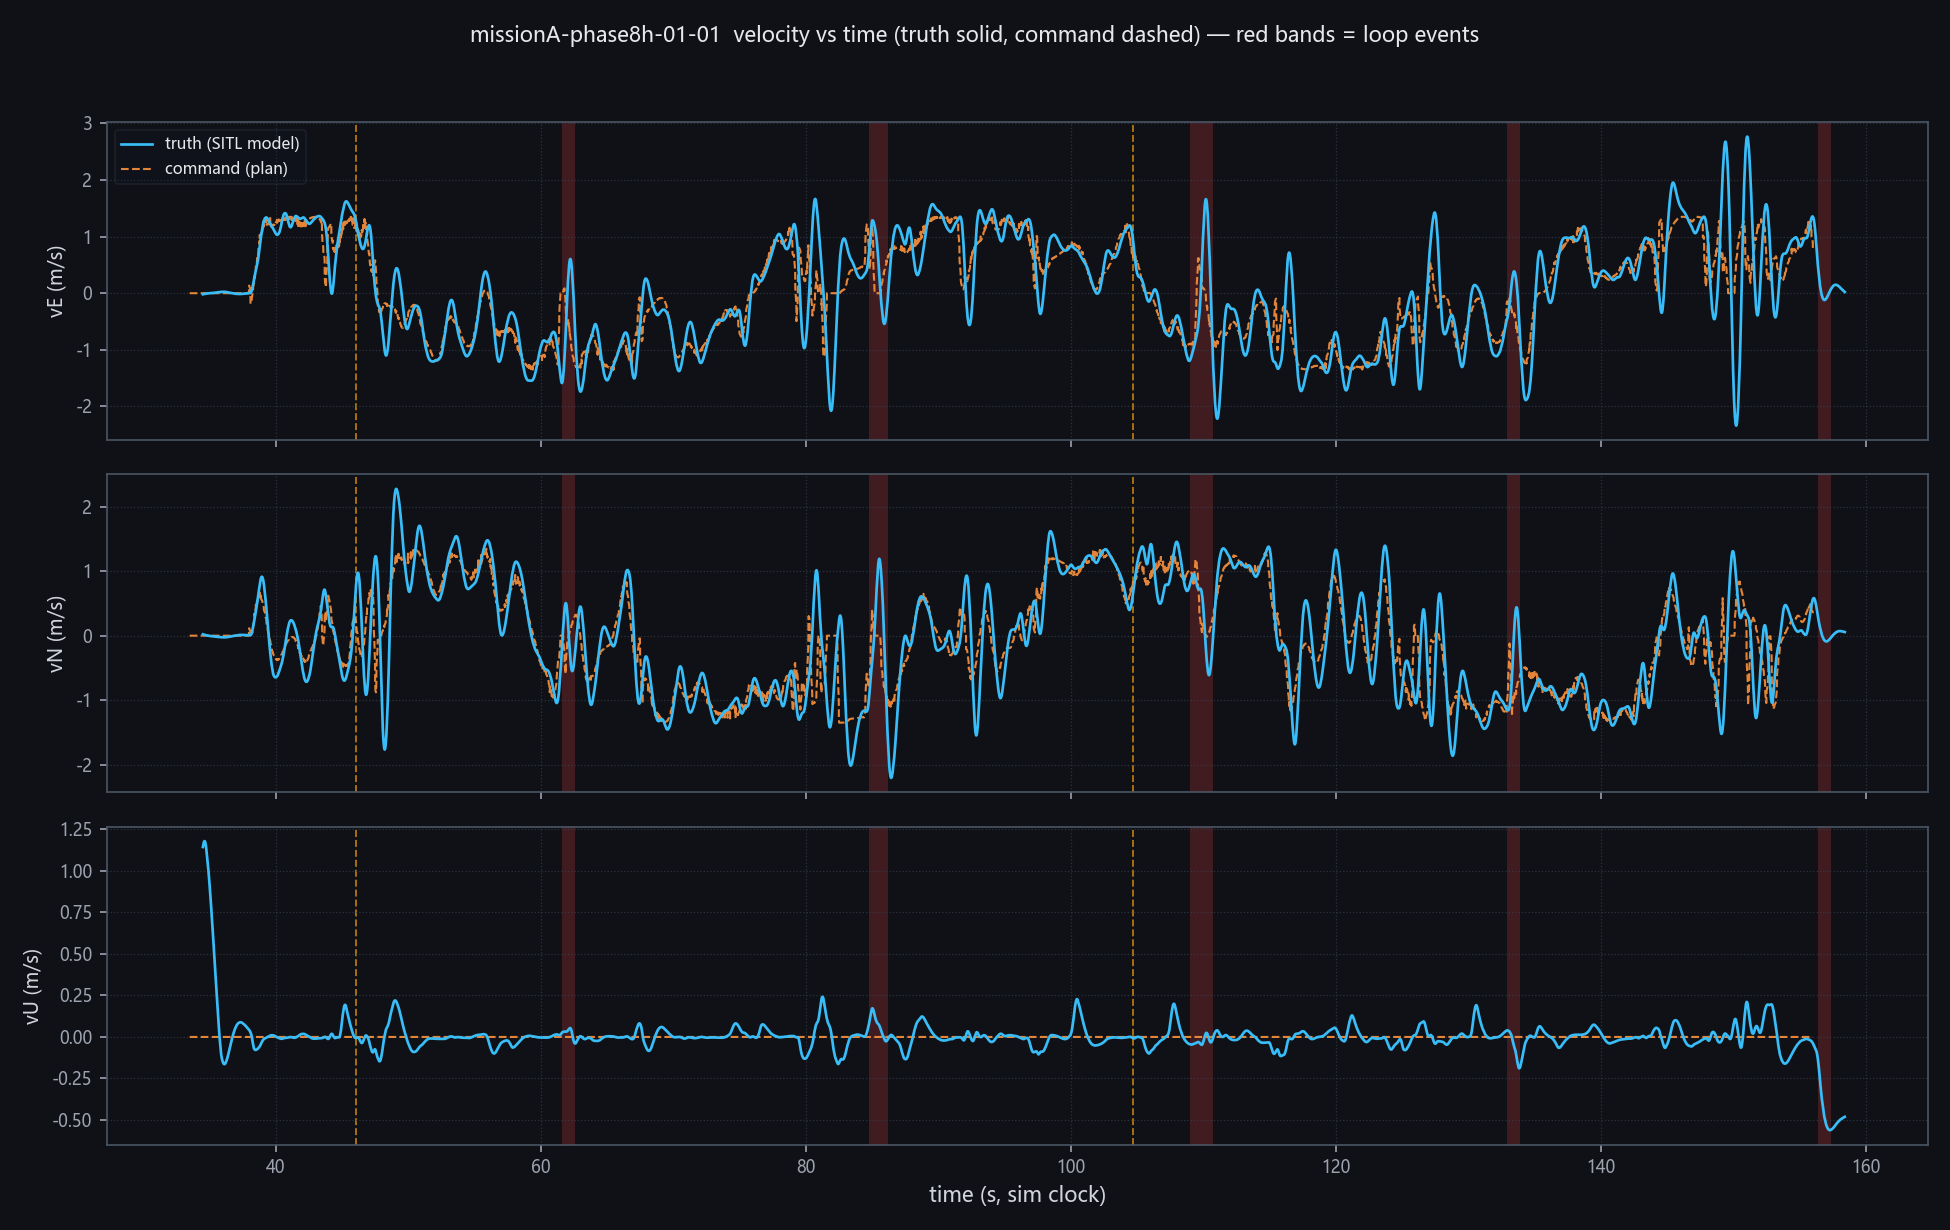 missionA-phase8h-01-01  velocity vs time (truth solid, command dashed) — red bands = loop events
truth (SITL model)
command (plan)
vE (m/s)
3
2
1
0
-1
-2
vN (m/s)
2
1
0
-1
-2
vU (m/s)
1.25
1.00
0.75
0.50
0.25
0.00
-0.25
-0.50
40 60 80 100 120 140 160
time (s, sim clock)